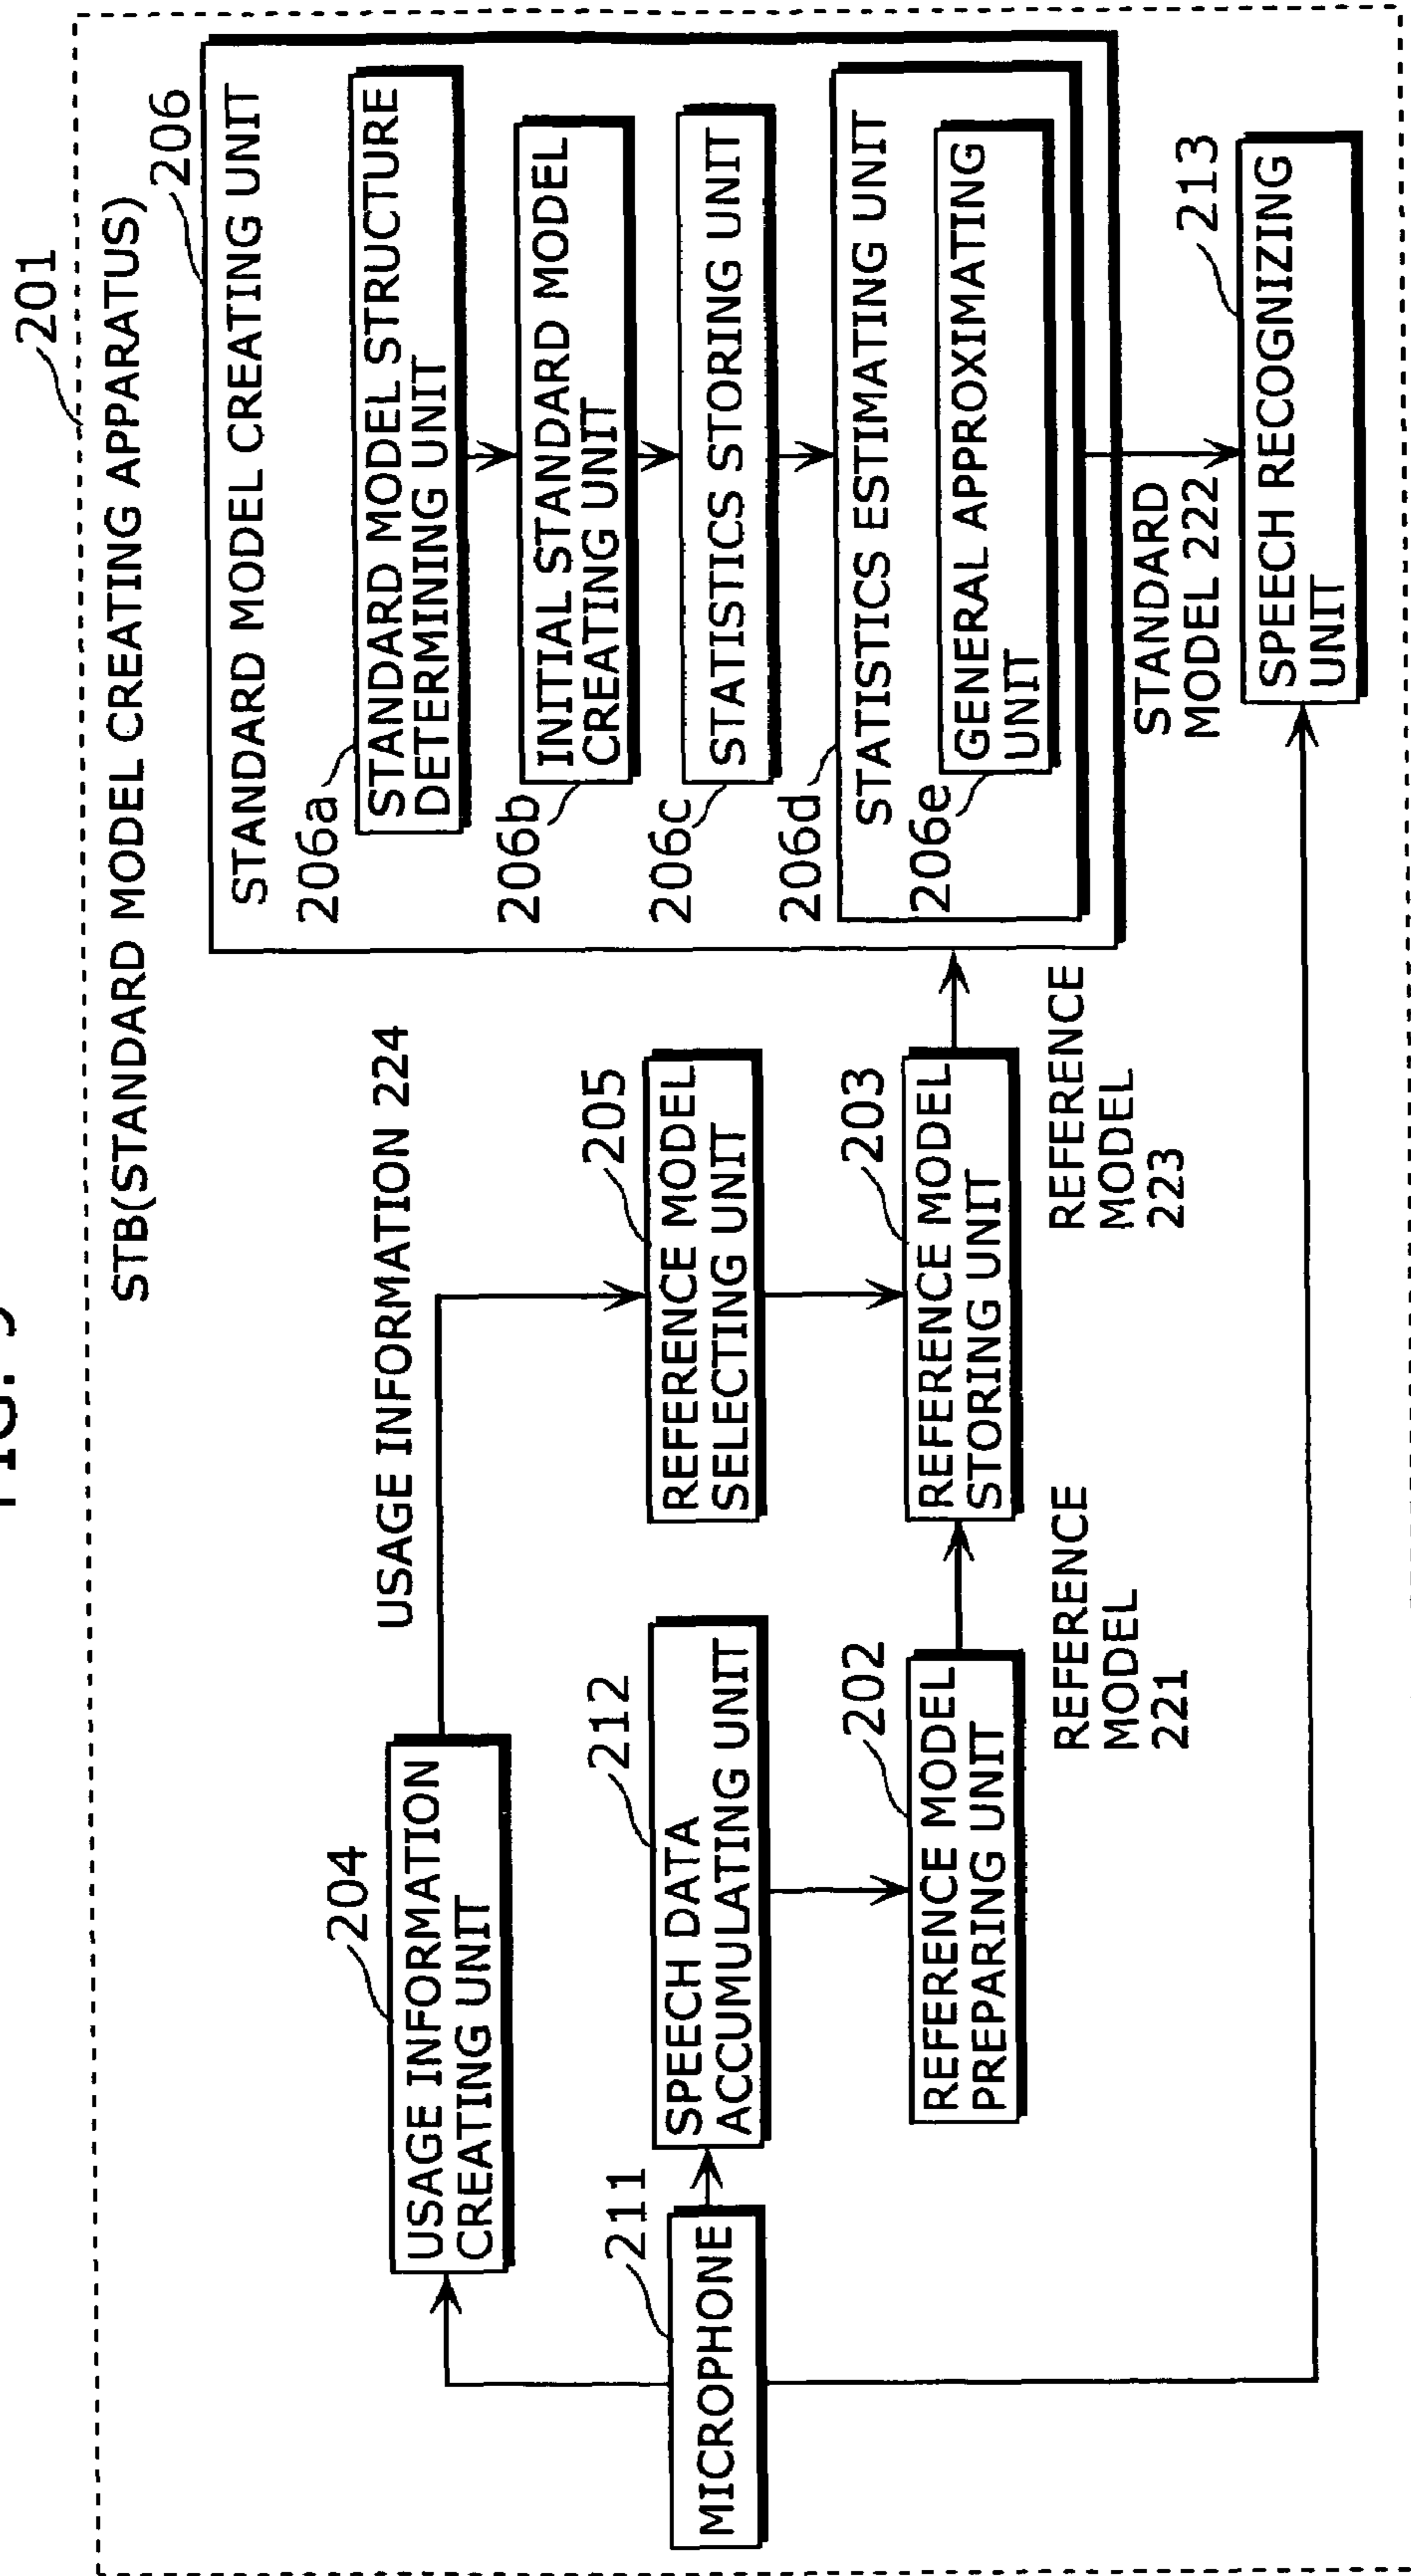 201
STB(STANDARD MODEL CREATING APPARATUS)
206
STANDARD MODEL CREATING UNIT
206a
STANDARD MODEL STRUCTURE
DETERMINING UNIT
206b
INITIAL STANDARD MODEL
CREATING UNIT
206c
STATISTICS STORING UNIT
206d
STATISTICS ESTIMATING UNIT
206e
GENERAL APPROXIMATING
UNIT
204
USAGE INFORMATION
CREATING UNIT
USAGE INFORMATION 224
211
MICROPHONE
212
SPEECH DATA
ACCUMULATING UNIT
205
REFERENCE MODEL
SELECTING UNIT
202
REFERENCE MODEL
PREPARING UNIT
REFERENCE
MODEL
221
203
REFERENCE MODEL
STORING UNIT
REFERENCE
MODEL
223
STANDARD
MODEL 222
213
SPEECH RECOGNIZING
UNIT